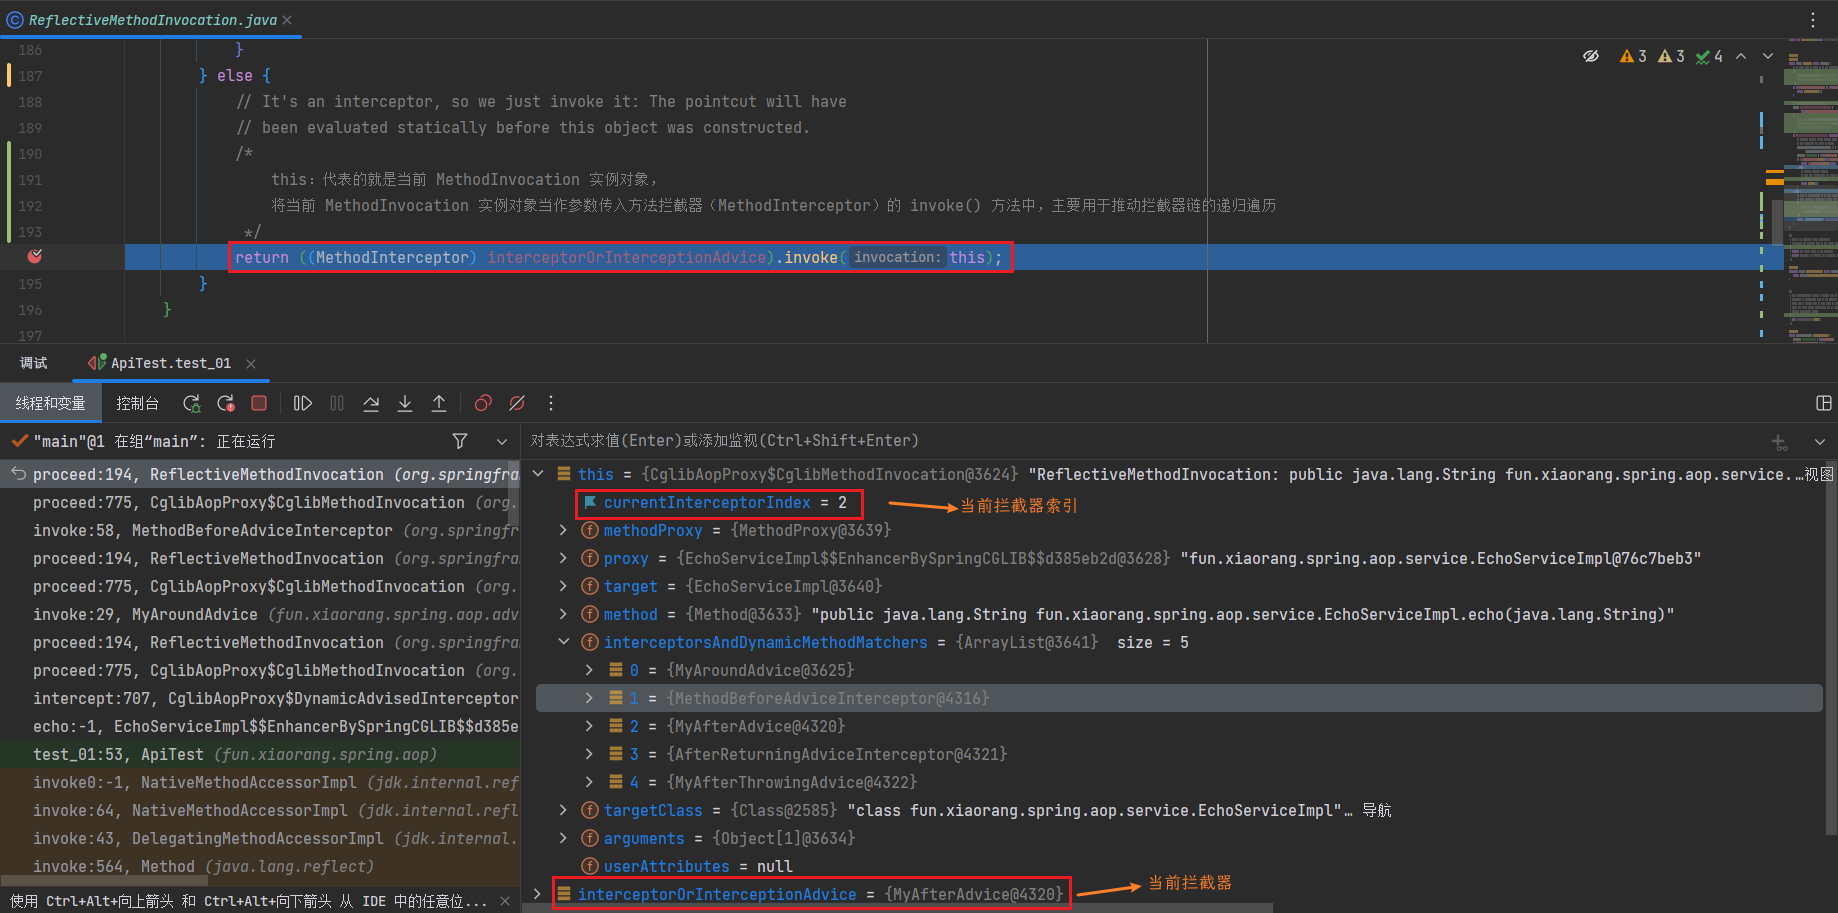 ReflectiveMethodInvocation.java
186 }
187 } else {
3 3 4
188 // It's an interceptor, so we just invoke it: The pointcut will have
189 // been evaluated statically before this object was constructed.
190 /*
191 this：代表的就是当前 MethodInvocation 实例对象，
192 将当前 MethodInvocation 实例对象当作参数传入方法拦截器（MethodInterceptor）的 invoke() 方法中，主要用于推动拦截器链的递归遍历
193 */
return ((MethodInterceptor) interceptorOrInterceptionAdvice).invoke( invocation: this);
195 }
196 }
197
调试 ApiTest.test_01
线程和变量 控制台
"main"@1 在组“main”: 正在运行
proceed:194, ReflectiveMethodInvocation (org.springfra
proceed:775, CglibAopProxy$CglibMethodInvocation (org.
invoke:58, MethodBeforeAdviceInterceptor (org.springfr
proceed:194, ReflectiveMethodInvocation (org.springfra
proceed:775, CglibAopProxy$CglibMethodInvocation (org.
invoke:29, MyAroundAdvice (fun.xiaorang.spring.aop.adv
proceed:194, ReflectiveMethodInvocation (org.springfra
proceed:775, CglibAopProxy$CglibMethodInvocation (org.
intercept:707, CglibAopProxy$DynamicAdvisedInterceptor
echo:-1, EchoServiceImpl$$EnhancerBySpringCGLIB$$d385e
test_01:53, ApiTest (fun.xiaorang.spring.aop)
invoke0:-1, NativeMethodAccessorImpl (jdk.internal.ref
invoke:64, NativeMethodAccessorImpl (jdk.internal.refl
invoke:43, DelegatingMethodAccessorImpl (jdk.internal.
invoke:564, Method (java.lang.reflect)
使用 Ctrl+Alt+向上箭头 和 Ctrl+Alt+向下箭头 从 IDE 中的任意位...
对表达式求值(Enter)或添加监视(Ctrl+Shift+Enter)
this = {CglibAopProxy$CglibMethodInvocation@3624} "ReflectiveMethodInvocation: public java.lang.String fun.xiaorang.spring.aop.service.…视图
currentInterceptorIndex = 2 当前拦截器索引
methodProxy = {MethodProxy@3639}
proxy = {EchoServiceImpl$$EnhancerBySpringCGLIB$$d385eb2d@3628} "fun.xiaorang.spring.aop.service.EchoServiceImpl@76c7beb3"
target = {EchoServiceImpl@3640}
method = {Method@3633} "public java.lang.String fun.xiaorang.spring.aop.service.EchoServiceImpl.echo(java.lang.String)"
interceptorsAndDynamicMethodMatchers = {ArrayList@3641} size = 5
0 = {MyAroundAdvice@3625}
1 = {MethodBeforeAdviceInterceptor@4316}
2 = {MyAfterAdvice@4320}
3 = {AfterReturningAdviceInterceptor@4321}
4 = {MyAfterThrowingAdvice@4322}
targetClass = {Class@2585} "class fun.xiaorang.spring.aop.service.EchoServiceImpl"… 导航
arguments = {Object[1]@3634}
userAttributes = null
interceptorOrInterceptionAdvice = {MyAfterAdvice@4320} 当前拦截器